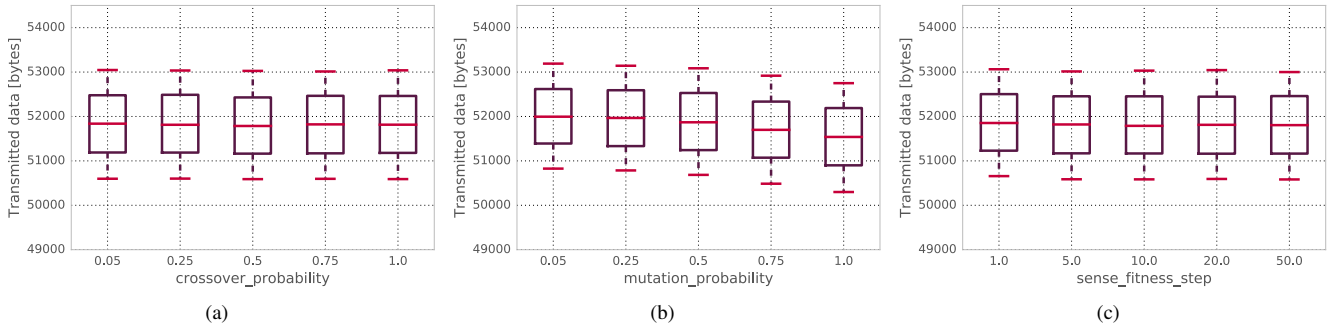 54000
53000
52000
51000
50000
49000
Transmitted data [bytes]
0.05 0.25 0.5 0.75 1.0
crossover_probability
(a)
54000
53000
52000
51000
50000
49000
Transmitted data [bytes]
0.05 0.25 0.5 0.75 1.0
mutation_probability
(b)
54000
53000
52000
51000
50000
49000
Transmitted data [bytes]
1.0 5.0 10.0 20.0 50.0
sense_fitness_step
(c)